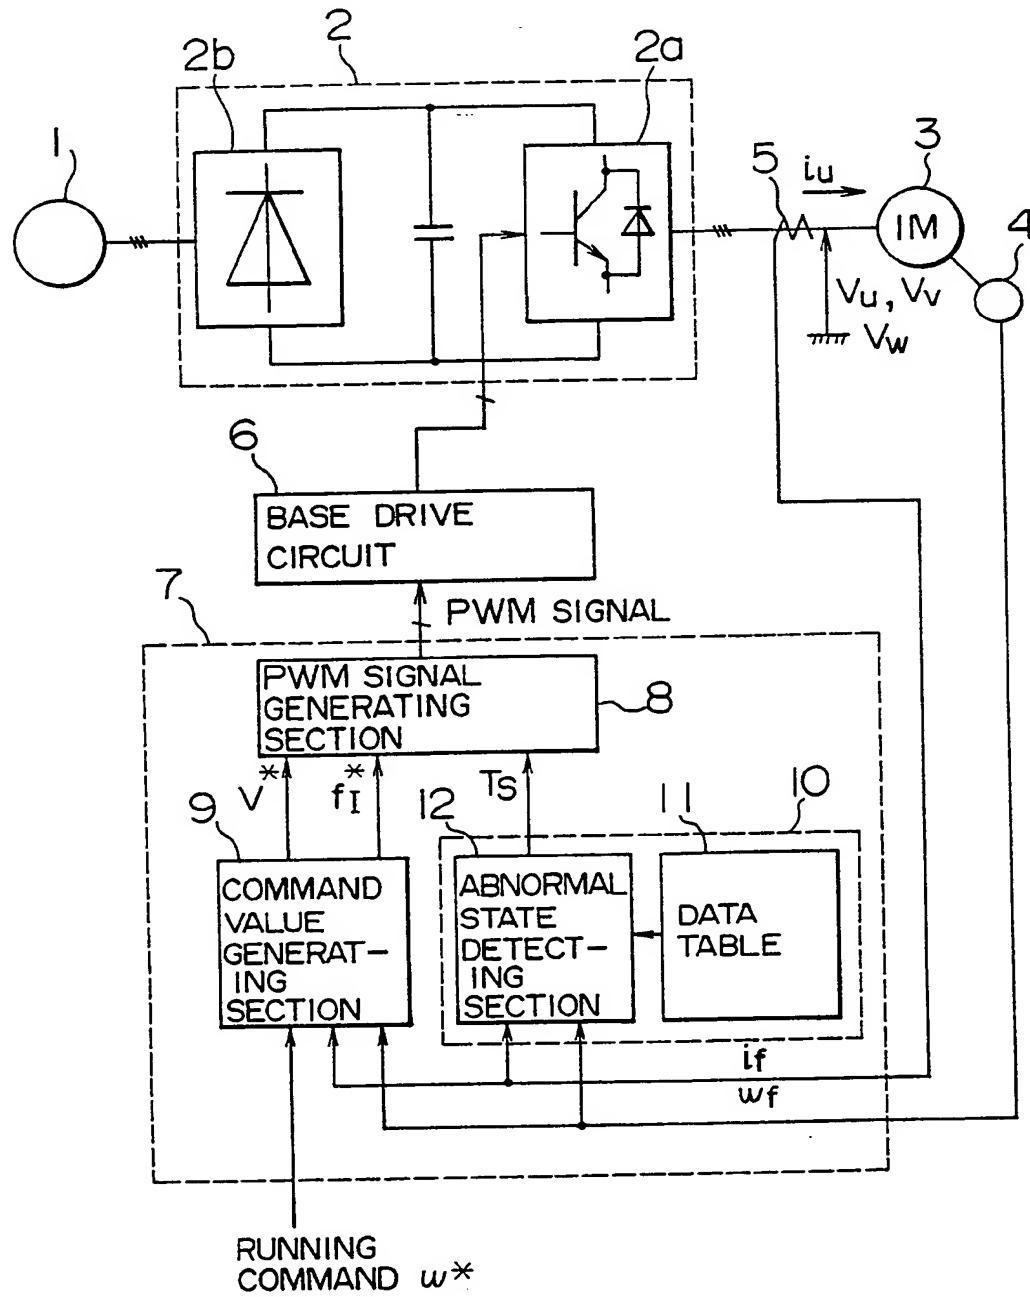 2
2b
2a
1
5
iu
3
4
IM
Vu, Vv
Vw
6
BASE DRIVE
CIRCUIT
7
PWM SIGNAL
PWM SIGNAL
GENERATING
SECTION
8
V*
fI*
Ts
9
12
11
10
COMMAND
VALUE
GENERAT-
ING
SECTION
ABNORMAL
STATE
DETECT-
ING
SECTION
DATA
TABLE
if
wf
RUNNING
COMMAND w*